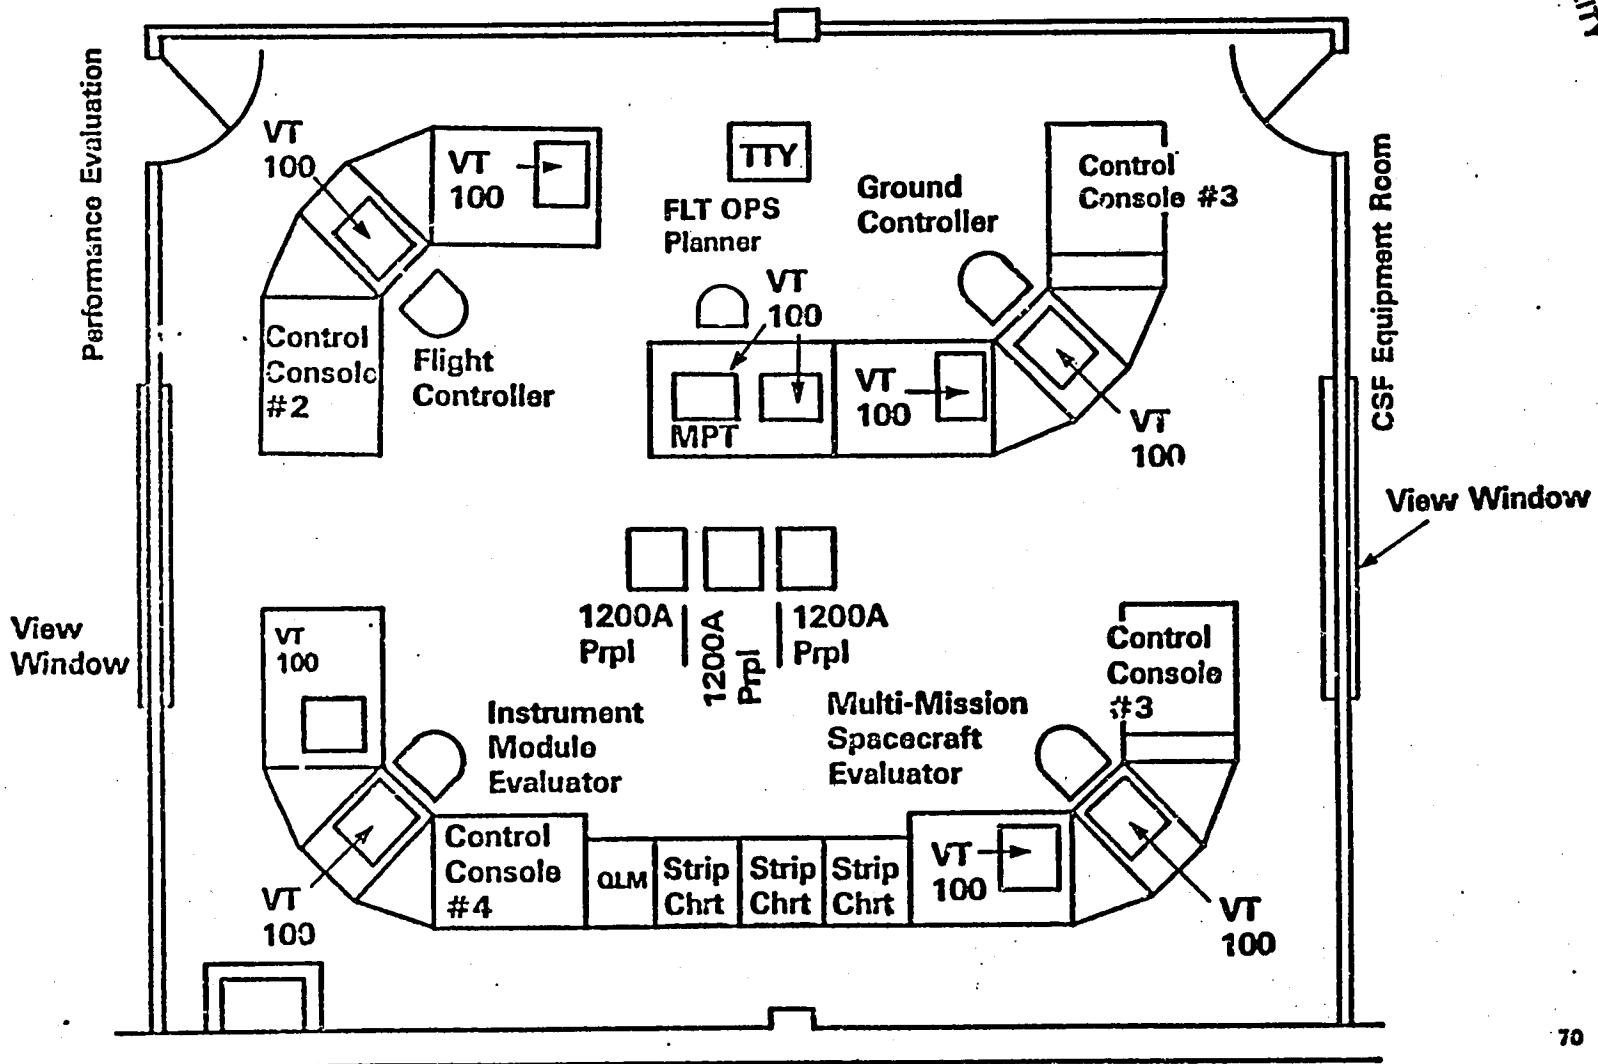 Performance Evaluation
VT
100
VT
100
TTY
FLT OPS
Planner
Ground
Controller
Control
Console #3
CSF Equipment Room
VT
100
Control
Console
#2
Flight
Controller
MPT
VT
100
VT
100
View Window
View
Window
1200A
Prpl
1200A
Prpl
1200A
Prpl
VT
100
Instrument
Module
Evaluator
Multi-Mission
Spacecraft
Evaluator
Control
Console
#3
VT
100
Control
Console
#4
QLM
Strip
Chrt
Strip
Chrt
Strip
Chrt
VT
100
VT
100
70